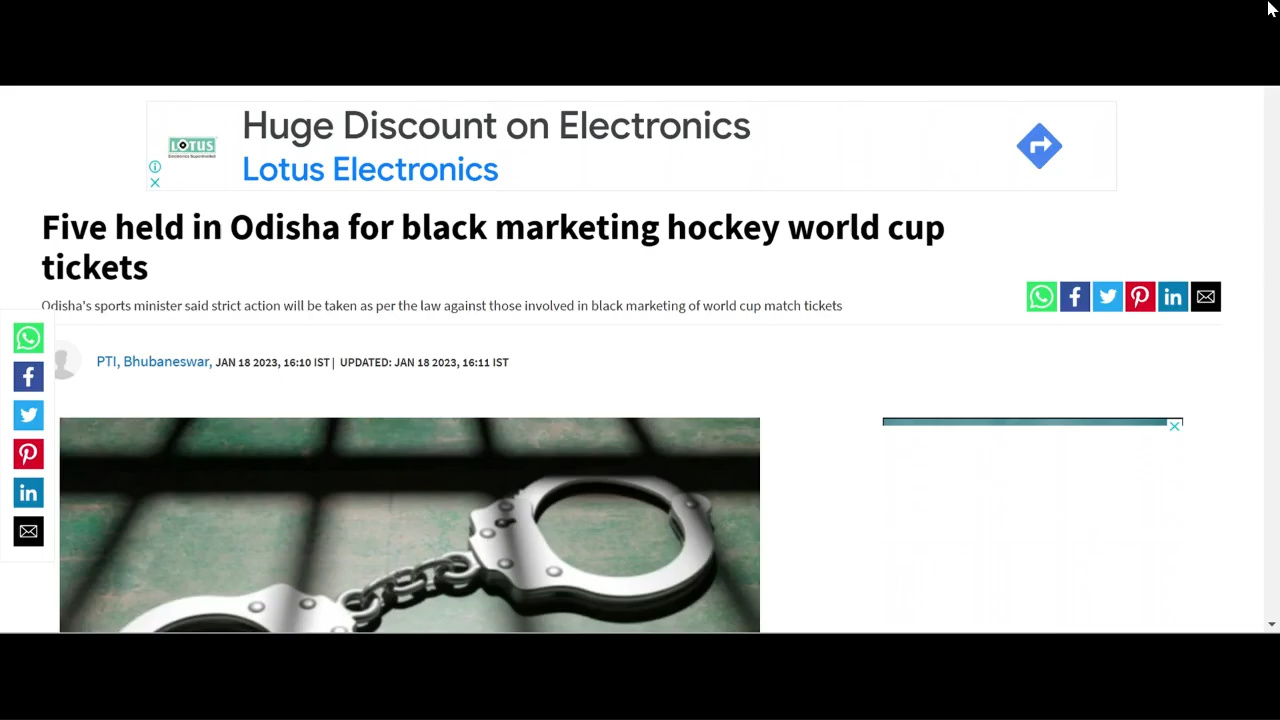 Huge Discount on Electronics
LOTUS
Lotus Electronics
Five held in Odisha for black marketing hockey world cup
tickets
Odisha's sports minister said strict action will be taken as per the law against those involved in black marketing of world cup match tickets
PTI, Bhubaneswar, JAN 18 2023, 16:10 IST | UPDATED: JAN 18 2023, 16:11 IST